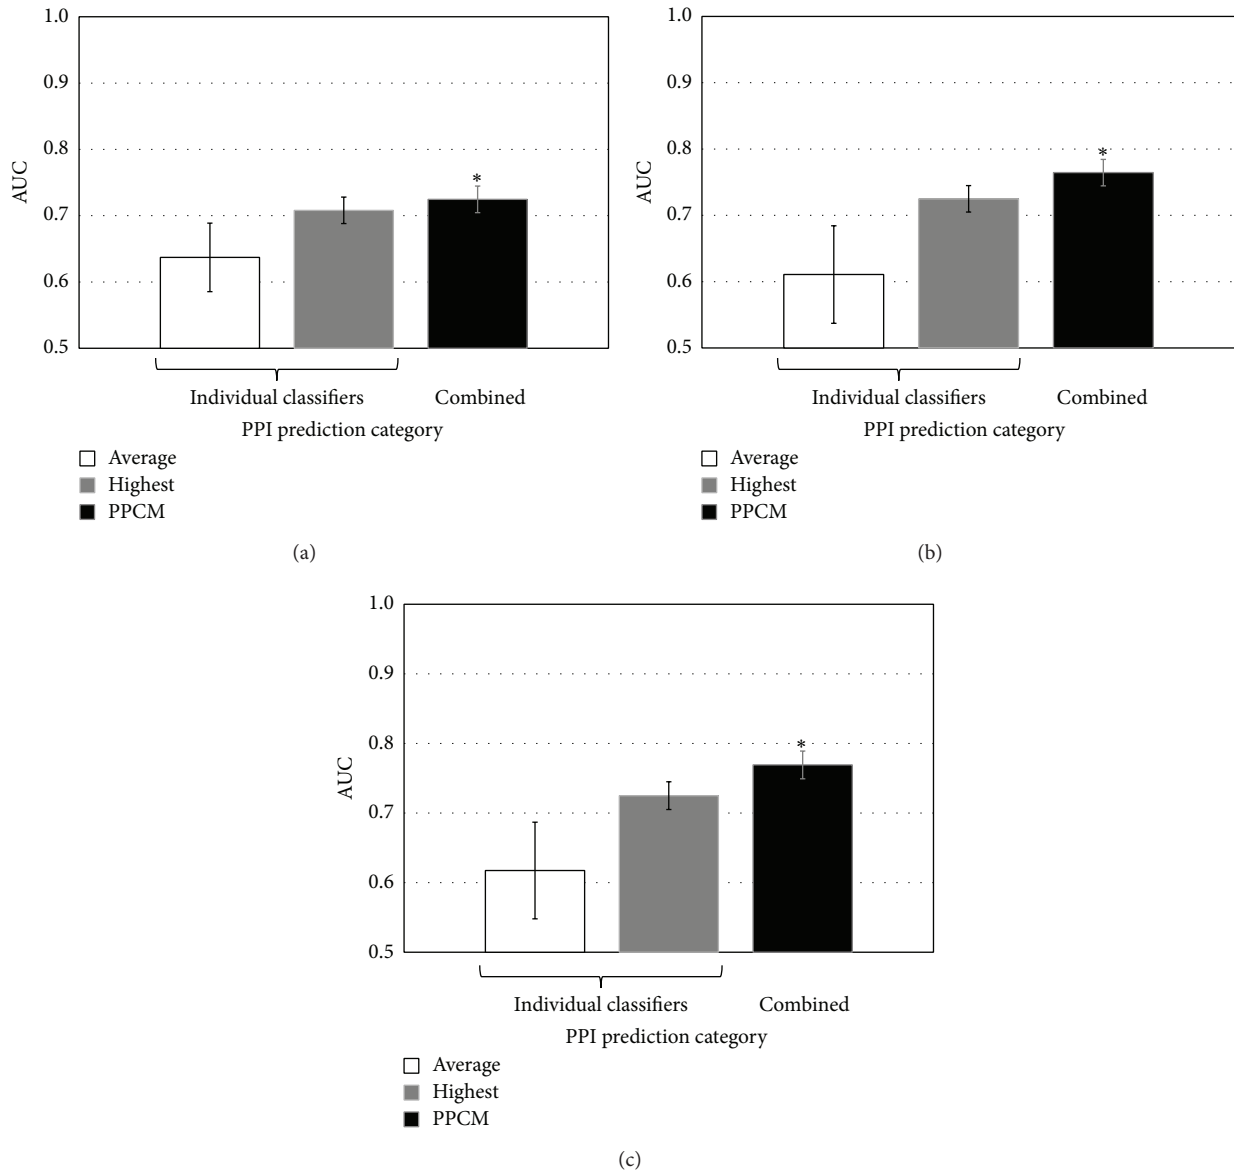 1.0
0.9
0.8
0.7
0.6
0.5
AUC
*
Individual classifiers Combined
PPI prediction category
Average
Highest
PPCM
(a)
1.0
0.9
0.8
0.7
0.6
0.5
AUC
*
Individual classifiers Combined
PPI prediction category
Average
Highest
PPCM
(b)
1.0
0.9
0.8
0.7
0.6
0.5
AUC
*
Individual classifiers Combined
PPI prediction category
Average
Highest
PPCM
(c)